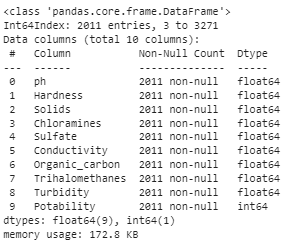 <class 'pandas.core.frame.DataFrame'>
Int64Index: 2011 entries, 3 to 3271
Data columns (total 10 columns):
 #   Column           Non-Null Count  Dtype
---  ------           --------------  -----
 0   ph               2011 non-null   float64
 1   Hardness         2011 non-null   float64
 2   Solids           2011 non-null   float64
 3   Chloramines      2011 non-null   float64
 4   Sulfate          2011 non-null   float64
 5   Conductivity     2011 non-null   float64
 6   Organic_carbon   2011 non-null   float64
 7   Trihalomethanes  2011 non-null   float64
 8   Turbidity        2011 non-null   float64
 9   Potability       2011 non-null   int64
dtypes: float64(9), int64(1)
memory usage: 172.8 KB